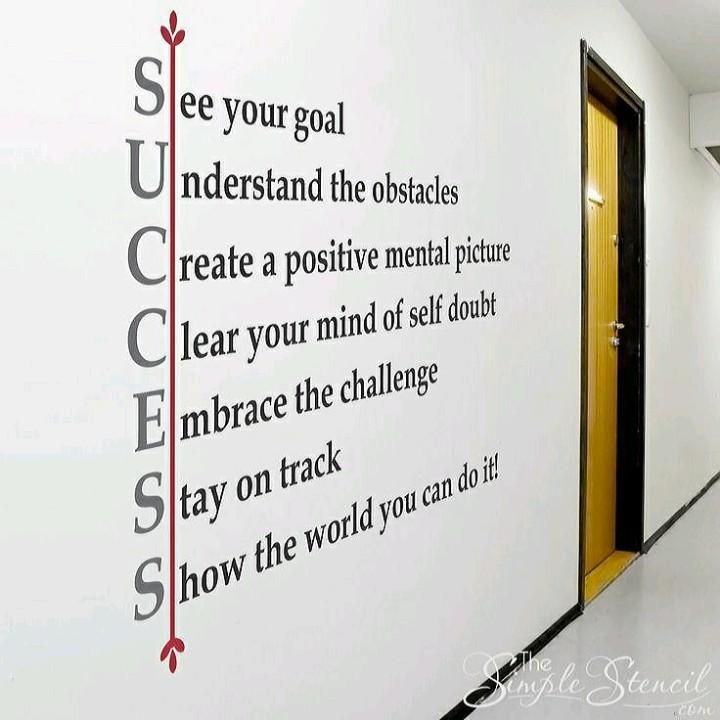 See your goal
Understand the obstacles
Create a positive mental picture
Clear your mind of self doubt
Embrace the challenge
Stay on track
Show the world you can do it!
The
Simple Stencil
.com